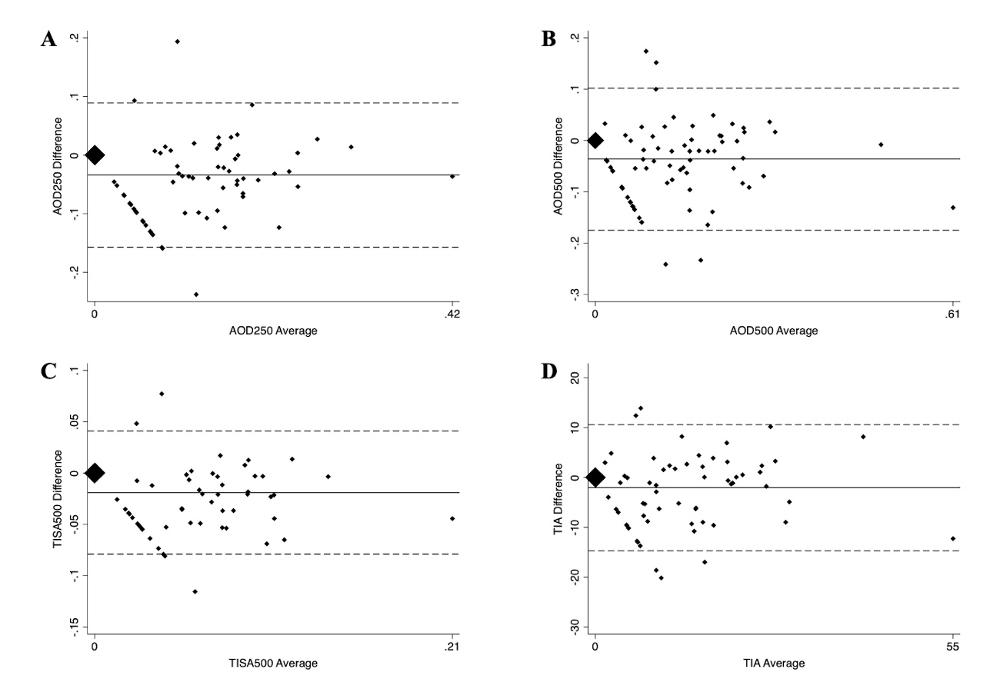 A
.2
.1
0
-.1
-.2
AOD250 Difference
0
.42
AOD250 Average
B
.2
.1
0
-.1
-.2
-.3
AOD500 Difference
0
.61
AOD500 Average
C
.1
.05
0
-.05
-.1
-.15
TISA500 Difference
0
.21
TISA500 Average
D
20
10
0
-10
-20
-30
TIA Difference
0
55
TIA Average